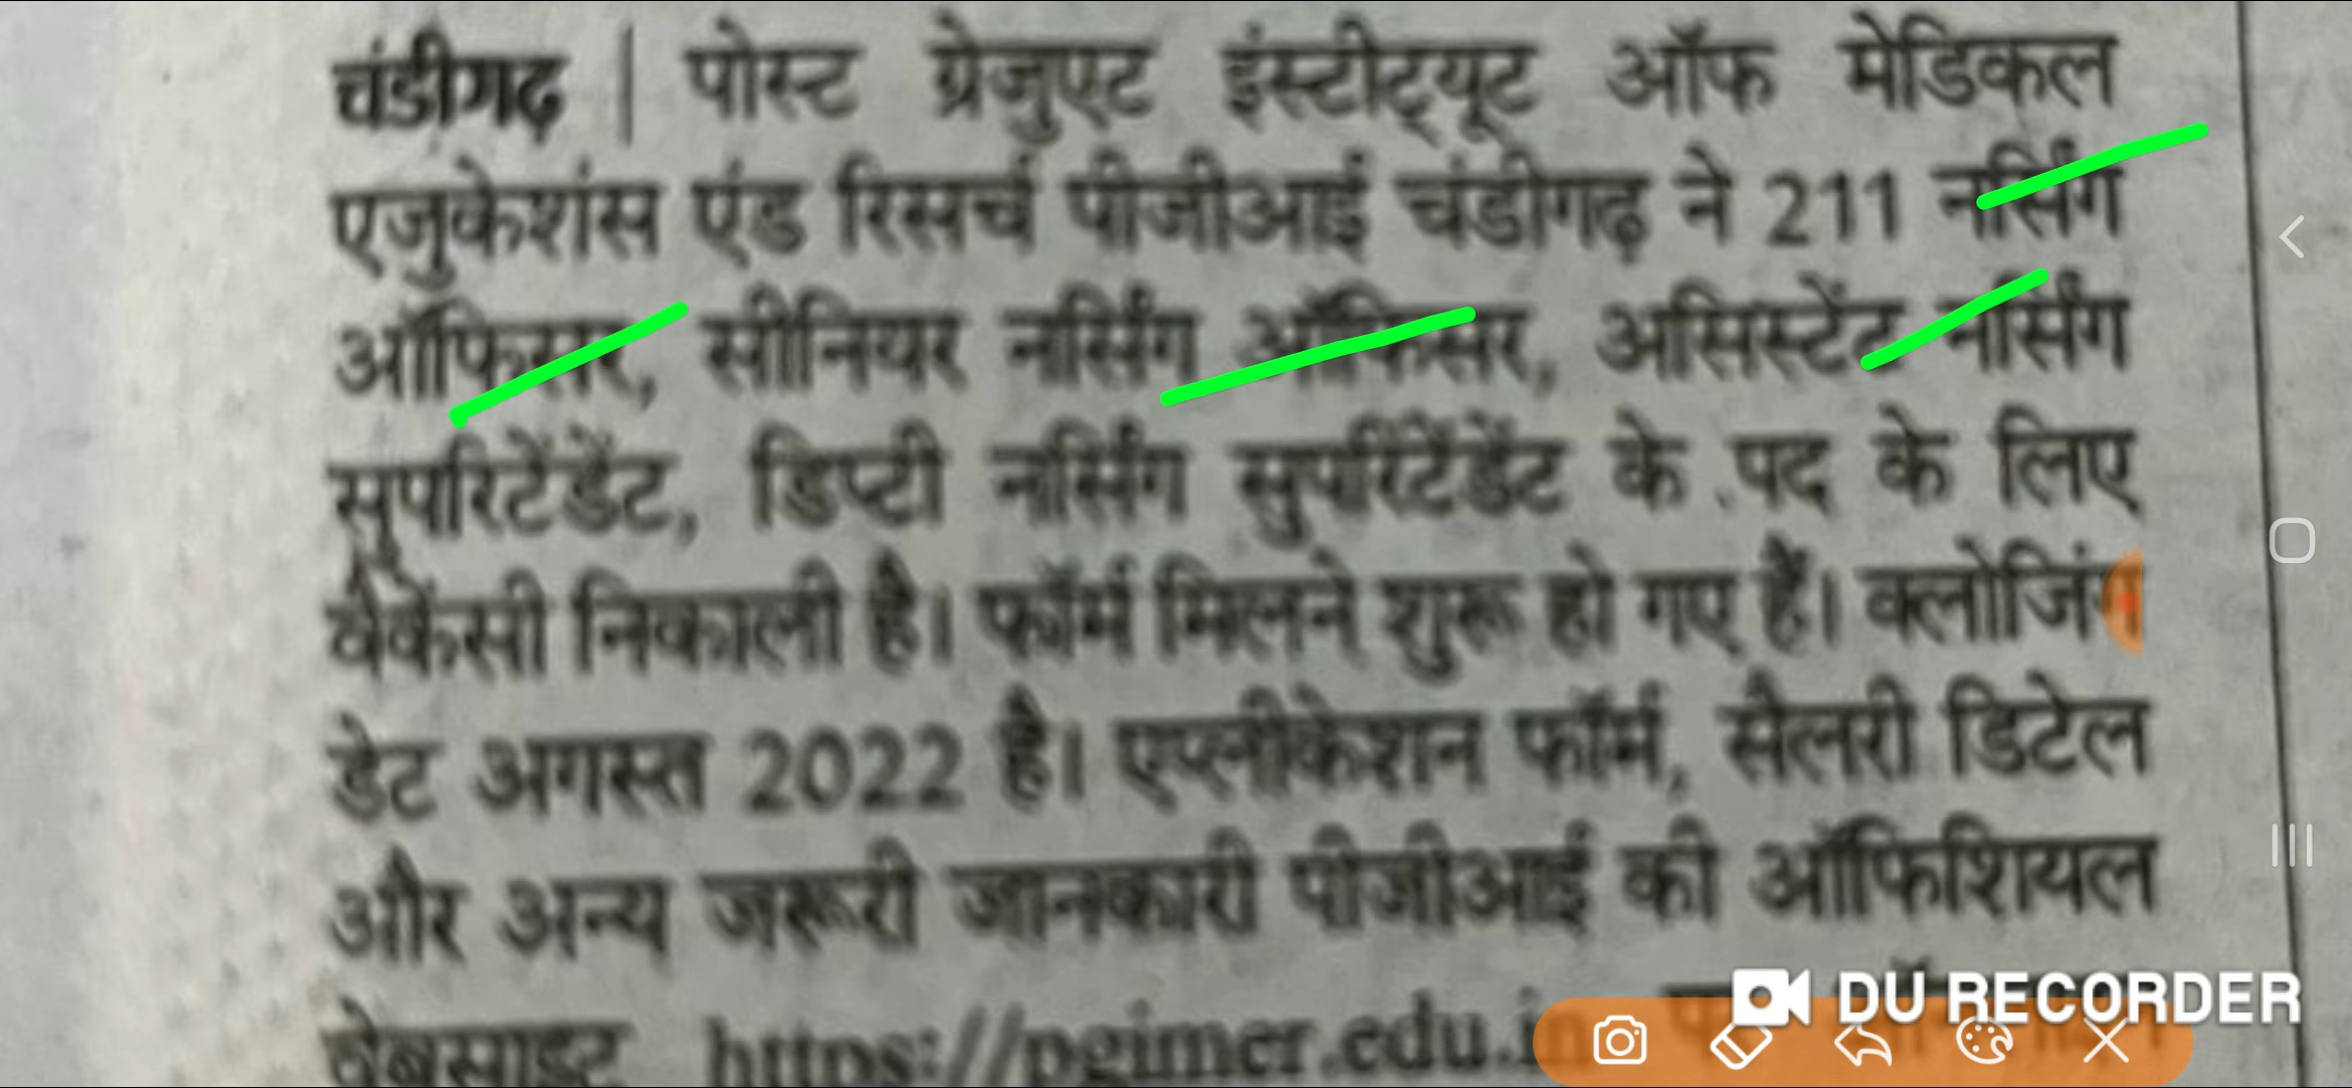 चंडीगढ़ | पोस्ट ग्रेजुएट इंस्टीट्यूट ऑफ मेडिकल
एजुकेशंस एंड रिसर्च पीजीआई चंडीगढ़ ने 211 नर्सिंग
ऑफिसर, सीनियर नर्सिंग ऑफिसर, असिस्टेंट नर्सिंग
सुपरिटेंडेंट, डिप्टी नर्सिंग सुपरिंटेंडेंट के पद के लिए
वैकेंसी निकाली है। फॉर्म मिलने शुरू हो गए हैं। क्लोजिंग
डेट अगस्त 2022 है। एप्लीकेशन फॉर्म, सैलरी डिटेल
और अन्य जरूरी जानकारी पीजीआई की ऑफिशियल
वेबसाइट https://pgimer.edu.in
DU RECORDER